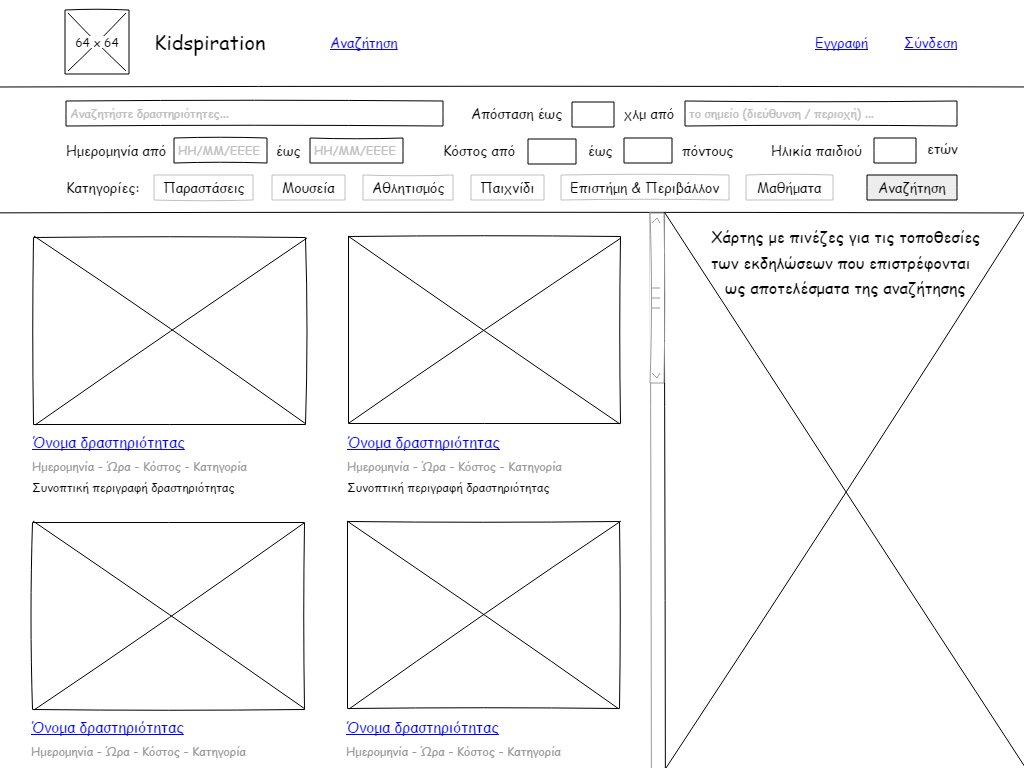 64 x 64 Kidspiration Αναζήτηση Εγγραφή Σύνδεση
Αναζητήστε δραστηριότητες... Απόσταση έως χλμ από το σημείο (διεύθυνση / περιοχή) ...
Ημερομηνία από ΗΗ/ΜΜ/ΕΕΕΕ έως ΗΗ/ΜΜ/ΕΕΕΕ Κόστος από έως πόντους Ηλικία παιδιού ετών
Κατηγορίες: Παραστάσεις Μουσεία Αθλητισμός Παιχνίδι Επιστήμη & Περιβάλλον Μαθήματα Αναζήτηση
Χάρτης με πινέζες για τις τοποθεσίες
των εκδηλώσεων που επιστρέφονται
ως αποτελέσματα της αναζήτησης
Όνομα δραστηριότητας Όνομα δραστηριότητας
Ημερομηνία - Ώρα - Κόστος - Κατηγορία Ημερομηνία - Ώρα - Κόστος - Κατηγορία
Συνοπτική περιγραφή δραστηριότητας Συνοπτική περιγραφή δραστηριότητας
Όνομα δραστηριότητας Όνομα δραστηριότητας
Ημερομηνία - Ώρα - Κόστος - Κατηγορία Ημερομηνία - Ώρα - Κόστος - Κατηγορία